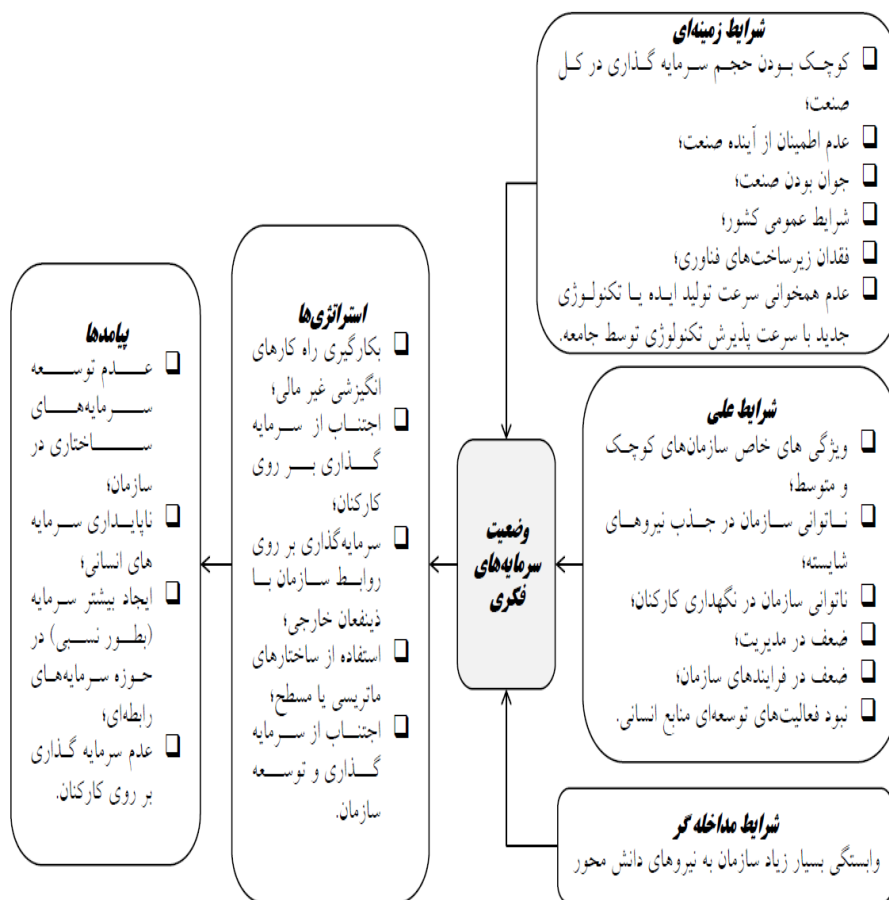 شرایط زمینه‌ای
❑ کوچک بودن حجم سرمایه گذاری در کل
صنعت؛
❑ عدم اطمینان از آینده صنعت؛
❑ جوان بودن صنعت؛
❑ شرایط عمومی کشور؛
❑ فقدان زیرساخت‌های فناوری؛
❑ عدم همخوانی سرعت تولید ایده یا تکنولوژی
جدید با سرعت پذیرش تکنولوژی توسط جامعه.
شرایط علی
❑ ویژگی های خاص سازمان‌های کوچک
و متوسط؛
❑ ناتوانی سازمان در جذب نیروهای
شایسته؛
❑ ناتوانی سازمان در نگهداری کارکنان؛
❑ ضعف در مدیریت؛
❑ ضعف در فرایندهای سازمان؛
❑ نبود فعالیت‌های توسعه‌ای منابع انسانی.
شرایط مداخله گر
وابستگی بسیار زیاد سازمان به نیروهای دانش محور
وضعیت
سرمایه‌های
فکری
استراتژی‌ها
❑ بکارگیری راه کارهای
انگیزشی غیر مالی؛
❑ اجتناب از سرمایه
گذاری بر روی
کارکنان؛
❑ سرمایه‌گذاری بر روی
روابط سازمان با
ذینفعان خارجی؛
❑ استفاده از ساختارهای
ماتریسی یا مسطح؛
❑ اجتناب از سرمایه
گذاری و توسعه
سازمان.
پیامدها
❑ عدم توسعه
سرمایه‌های
ساختاری در
سازمان؛
❑ ناپایداری سرمایه
های انسانی؛
❑ ایجاد بیشتر سرمایه
(بطور نسبی) در
حوزه سرمایه‌های
رابطه‌ای؛
❑ عدم سرمایه گذاری
بر روی کارکنان.